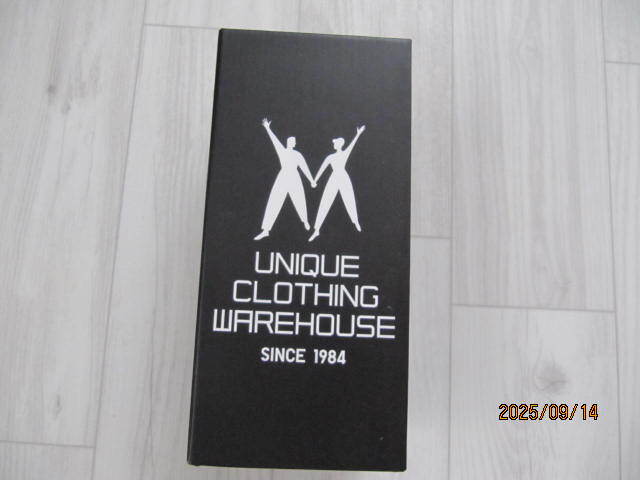 UNIQUE
CLOTHING
WAREHOUSE
SINCE 1984
2025/09/14